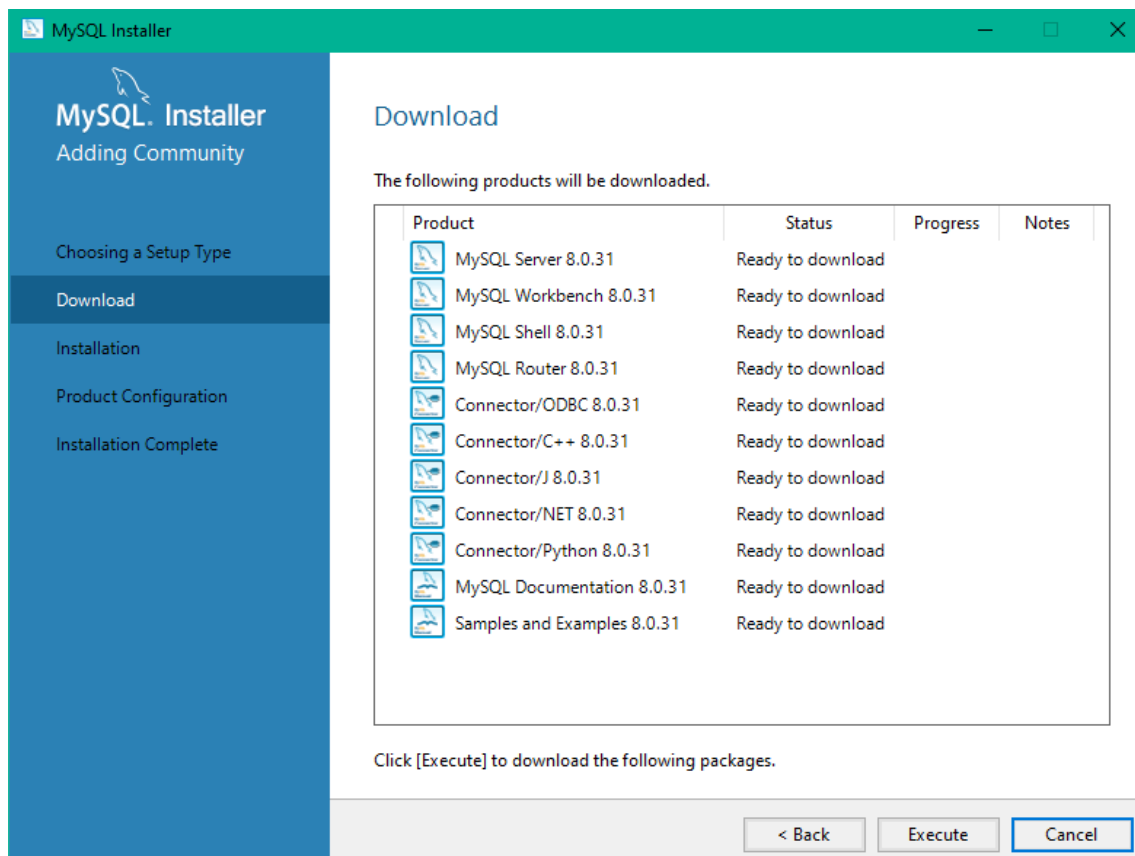 MySQL Installer
MySQL. Installer
Adding Community
Choosing a Setup Type
Download
Installation
Product Configuration
Installation Complete
Download
The following products will be downloaded.
Product Status Progress Notes
MySQL Server 8.0.31 Ready to download
MySQL Workbench 8.0.31 Ready to download
MySQL Shell 8.0.31 Ready to download
MySQL Router 8.0.31 Ready to download
Connector/ODBC 8.0.31 Ready to download
Connector/C++ 8.0.31 Ready to download
Connector/J 8.0.31 Ready to download
Connector/NET 8.0.31 Ready to download
Connector/Python 8.0.31 Ready to download
MySQL Documentation 8.0.31 Ready to download
Samples and Examples 8.0.31 Ready to download
Click [Execute] to download the following packages.
< Back Execute Cancel